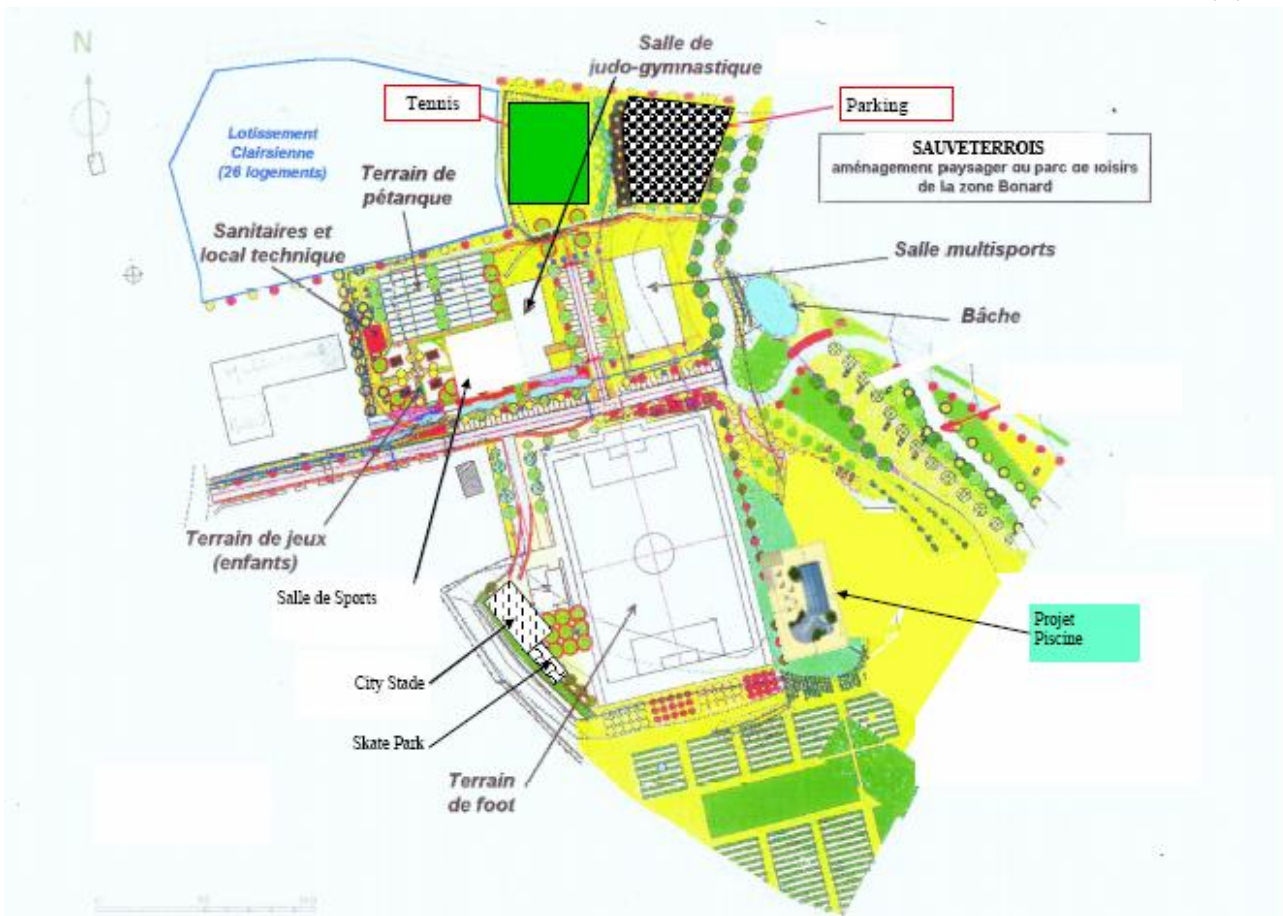 N
Salle de
judo-gymnastique
Tennis
Parking
Lotissement
Clairsienne
(26 logements)
SAUVETERROIS
aménagement paysager du parc de loisirs
de la zone Bonard
Terrain de
pétanque
Sanitaires et
local technique
Salle multisports
Bâche
Terrain de jeux
(enfants)
Salle de Sports
Projet
Piscine
City Stade
Skate Park
Terrain
de foot